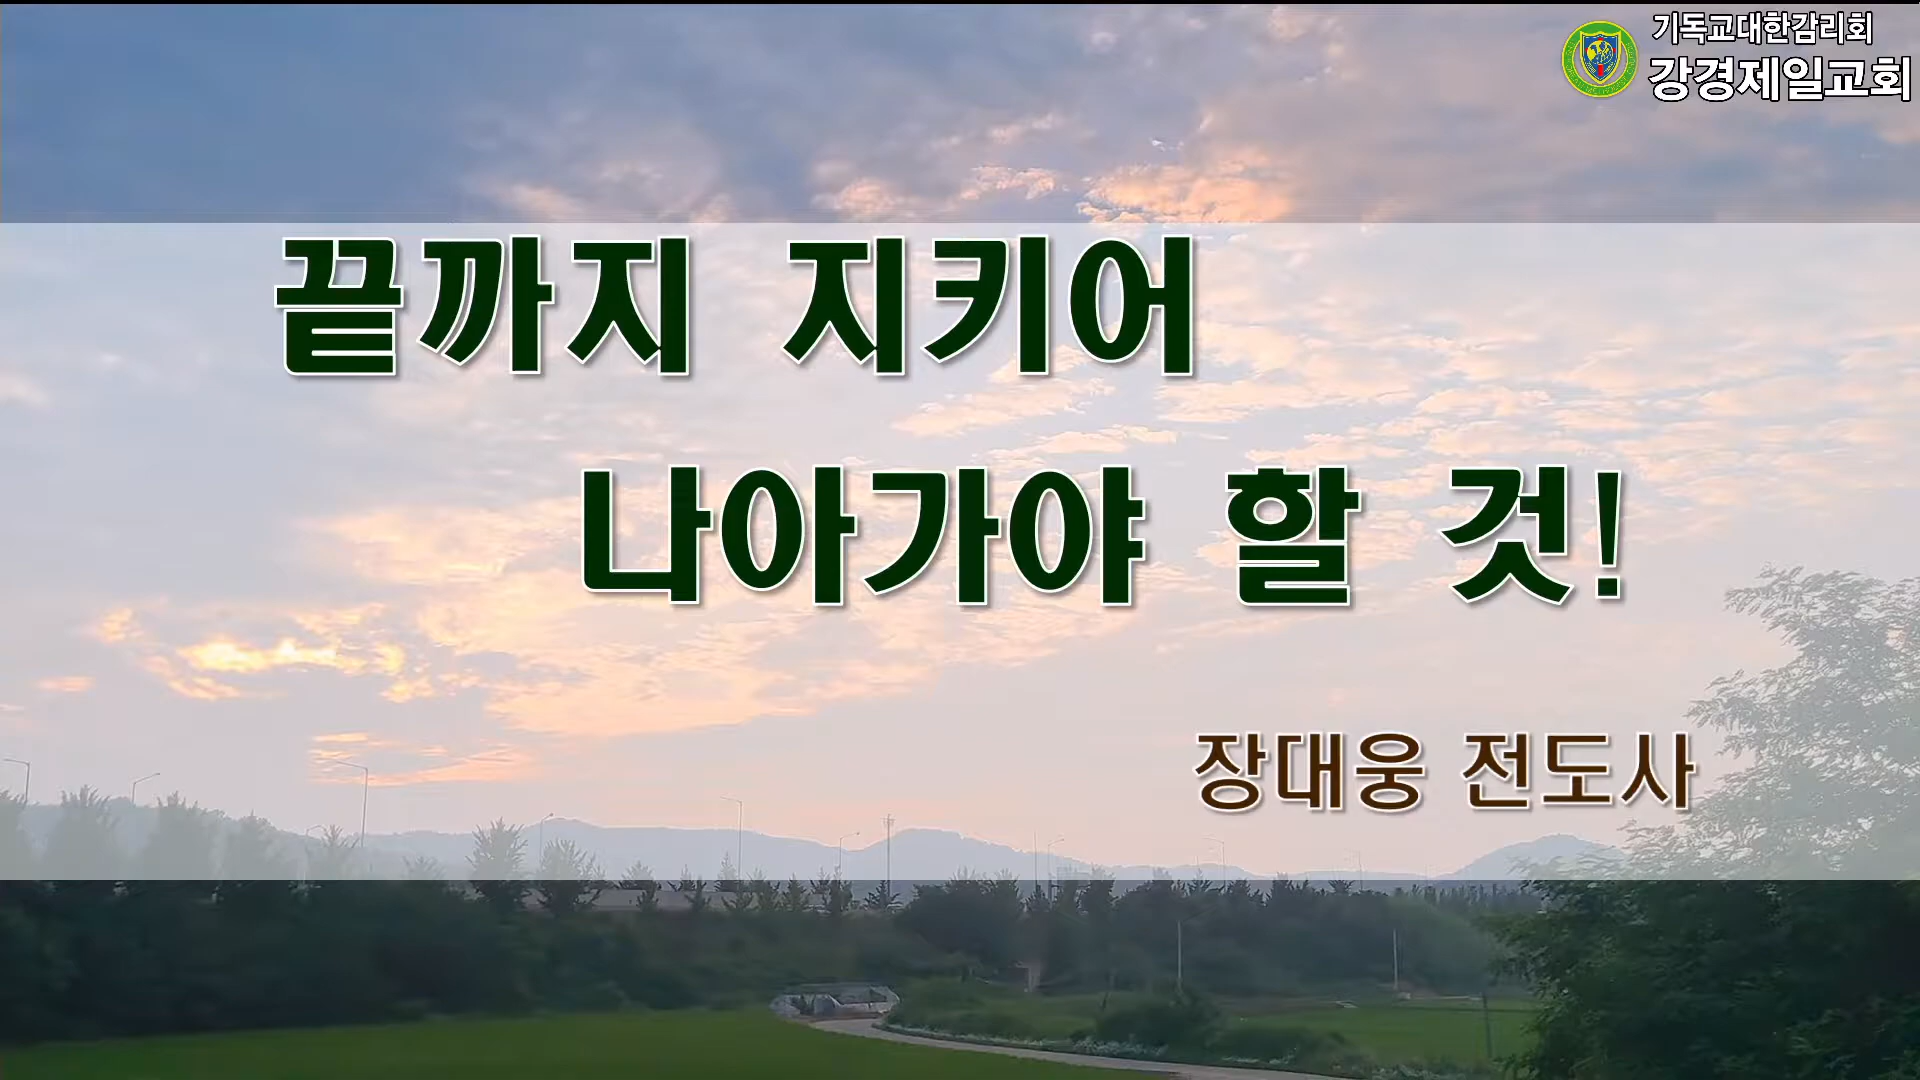 기독교대한감리회
강경제일교회
끝까지 지키어
나아가야 할 것!
장대웅 전도사